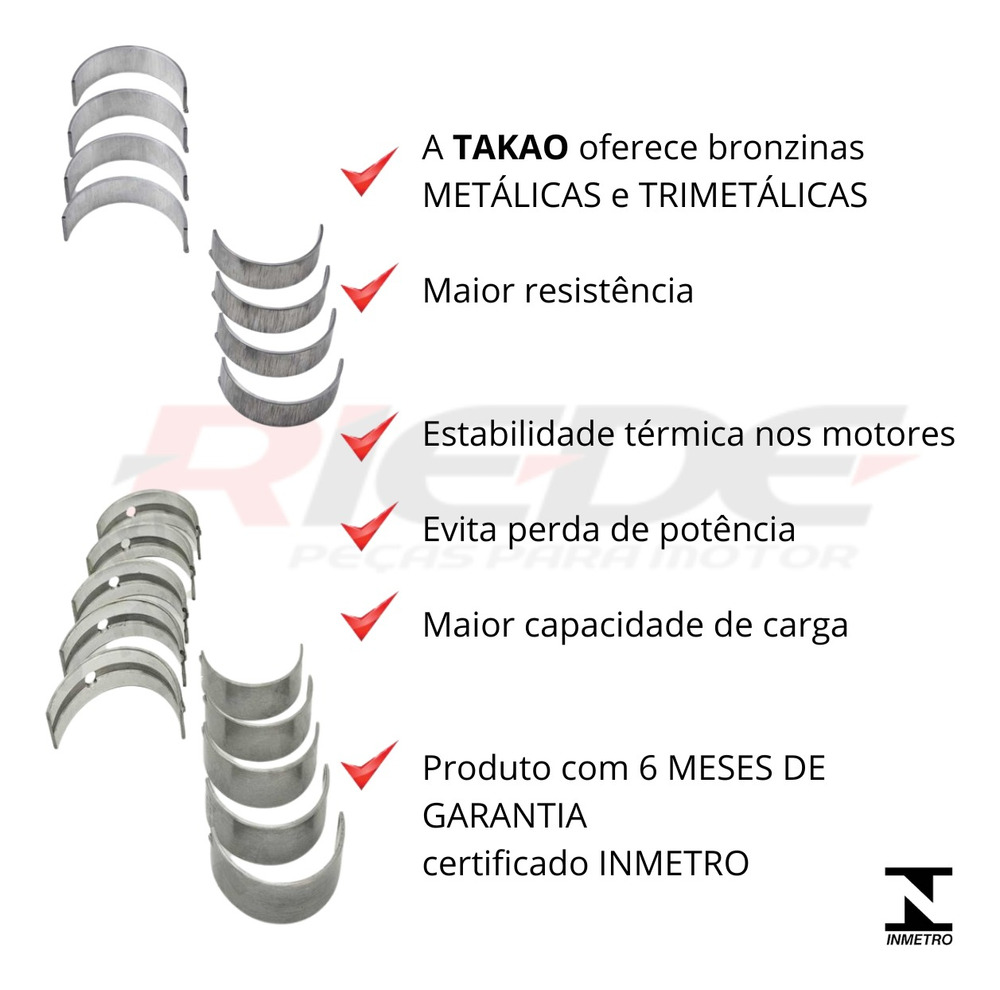 A TAKAO oferece bronzinas
METÁLICAS e TRIMETÁLICAS
Maior resistência
Estabilidade térmica nos motores
RIEDE
PEÇAS PARA MOTOR
Evita perda de potência
Maior capacidade de carga
Produto com 6 MESES DE
GARANTIA
certificado INMETRO
INMETRO